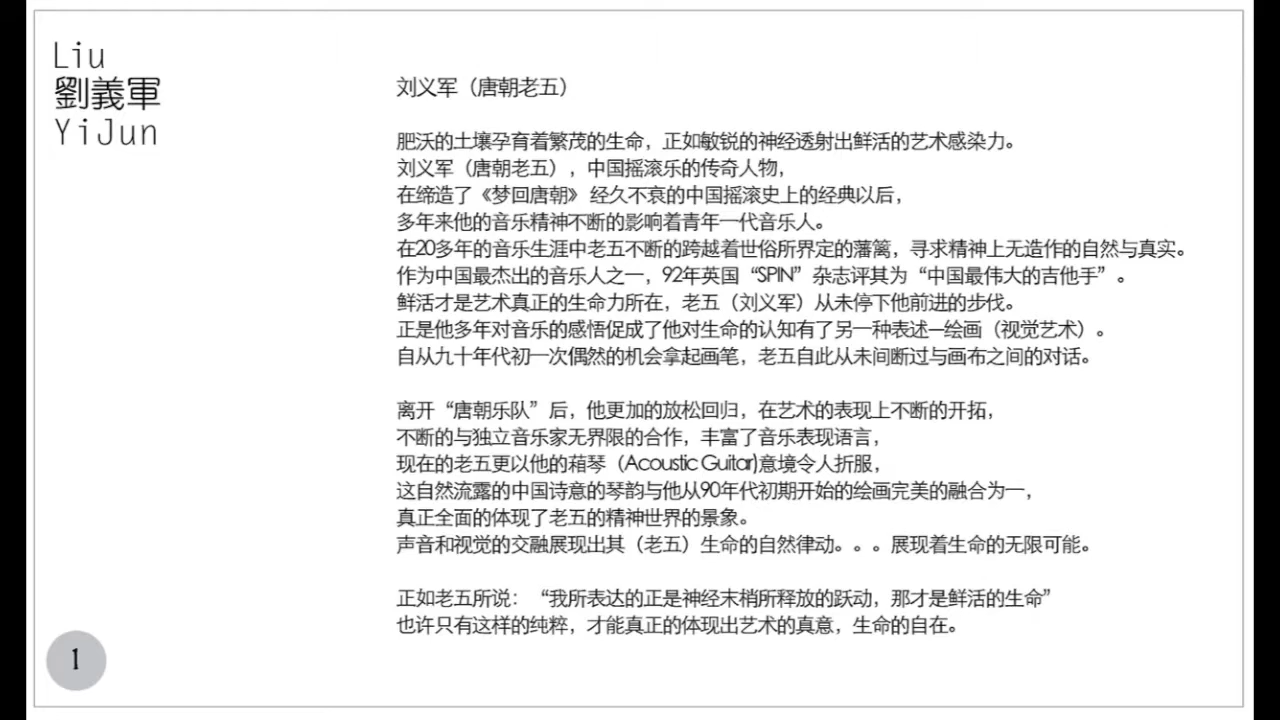 Liu
劉義軍
YiJun
刘义军（唐朝老五）
肥沃的土壤孕育着繁茂的生命，正如敏锐的神经透射出鲜活的艺术感染力。
刘义军（唐朝老五），中国摇滚乐的传奇人物，
在缔造了《梦回唐朝》 经久不衰的中国摇滚史上的经典以后，
多年来他的音乐精神不断的影响着青年一代音乐人。
在20多年的音乐生涯中老五不断的跨越着世俗所界定的藩篱，寻求精神上无造作的自然与真实。
作为中国最杰出的音乐人之一，92年英国“SPIN”杂志评其为“中国最伟大的吉他手”。
鲜活才是艺术真正的生命力所在，老五（刘义军）从未停下他前进的步伐。
正是他多年对音乐的感悟促成了他对生命的认知有了另一种表述—绘画（视觉艺术）。
自从九十年代初一次偶然的机会拿起画笔，老五自此从未间断过与画布之间的对话。
离开“唐朝乐队”后，他更加的放松回归，在艺术的表现上不断的开拓，
不断的与独立音乐家无界限的合作，丰富了音乐表现语言，
现在的老五更以他的葙琴（Acoustic Guitar)意境令人折服，
这自然流露的中国诗意的琴韵与他从90年代初期开始的绘画完美的融合为一，
真正全面的体现了老五的精神世界的景象。
声音和视觉的交融展现出其（老五）生命的自然律动。。。展现着生命的无限可能。
正如老五所说：“我所表达的正是神经末梢所释放的跃动，那才是鲜活的生命”
也许只有这样的纯粹，才能真正的体现出艺术的真意，生命的自在。
1